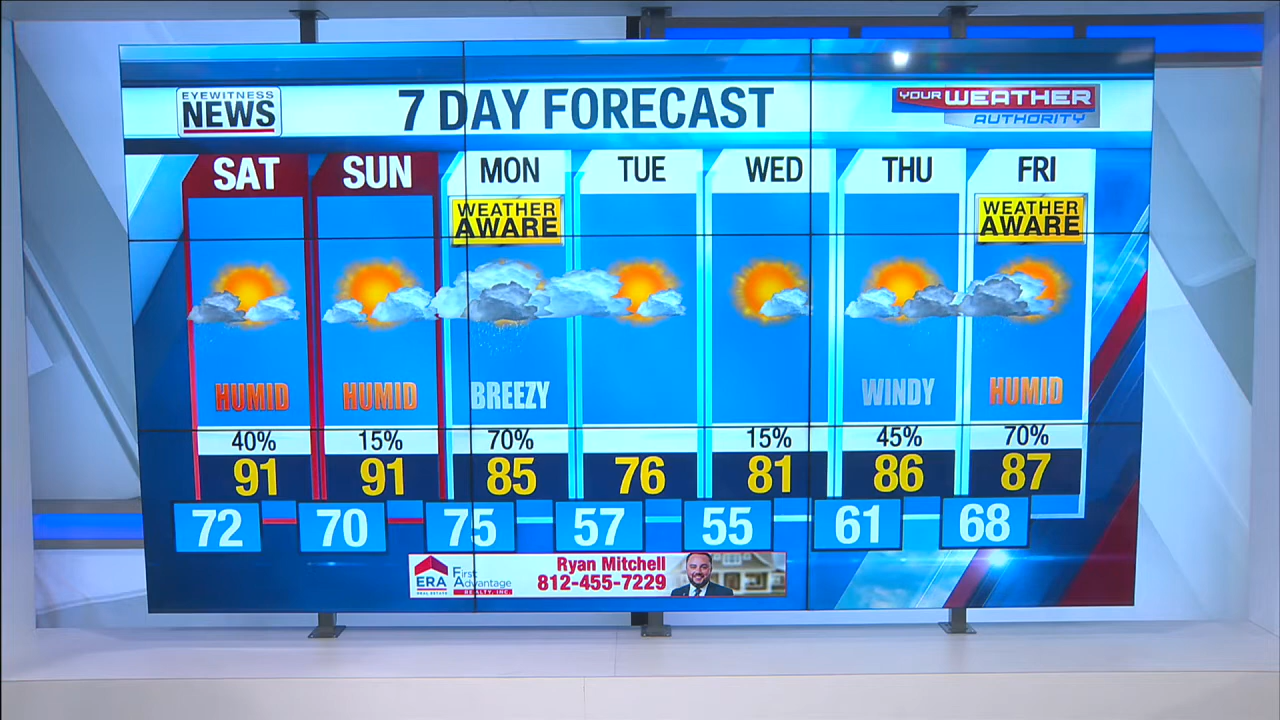 EYEWITNESS
NEWS
7 DAY FORECAST
YOUR WEATHER
AUTHORITY
SAT SUN MON TUE WED THU FRI
WEATHER AWARE WEATHER AWARE
HUMID HUMID BREEZY WINDY HUMID
40% 15% 70% 15% 45% 70%
91 91 85 76 81 86 87
72 70 75 57 55 61 68
ERA
REAL ESTATE
First
Advantage
REALTY, INC.
Ryan Mitchell
812-455-7229